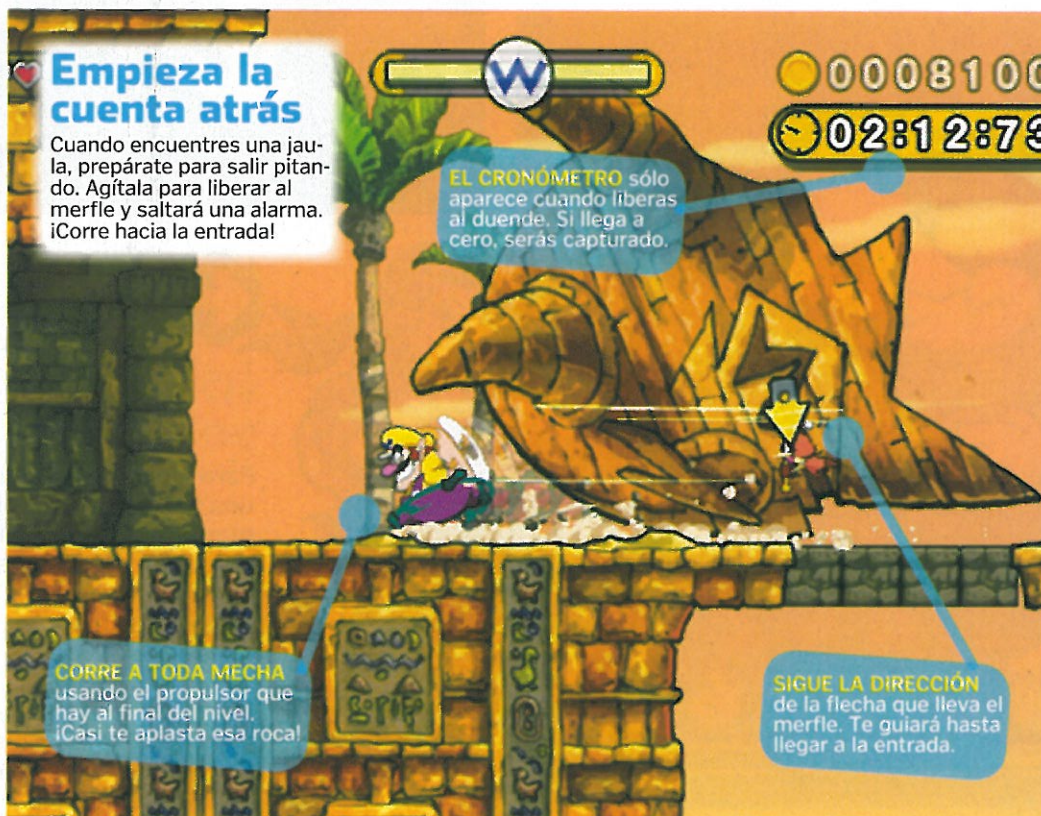 Empieza la
cuenta atrás
Cuando encuentres una jau-
la, prepárate para salir pitan-
do. Agítala para liberar al
merfle y saltará una alarma.
¡Corre hacia la entrada!
W
0008100
02:12:73
EL CRONÓMETRO sólo
aparece cuando liberas
al duende. Si llega a
cero, serás capturado.
CORRE A TODA MECHA
usando el propulsor que
hay al final del nivel.
¡Casi te aplasta esa roca!
SIGUE LA DIRECCIÓN
de la flecha que lleva el
merfle. Te guiará hasta
llegar a la entrada.